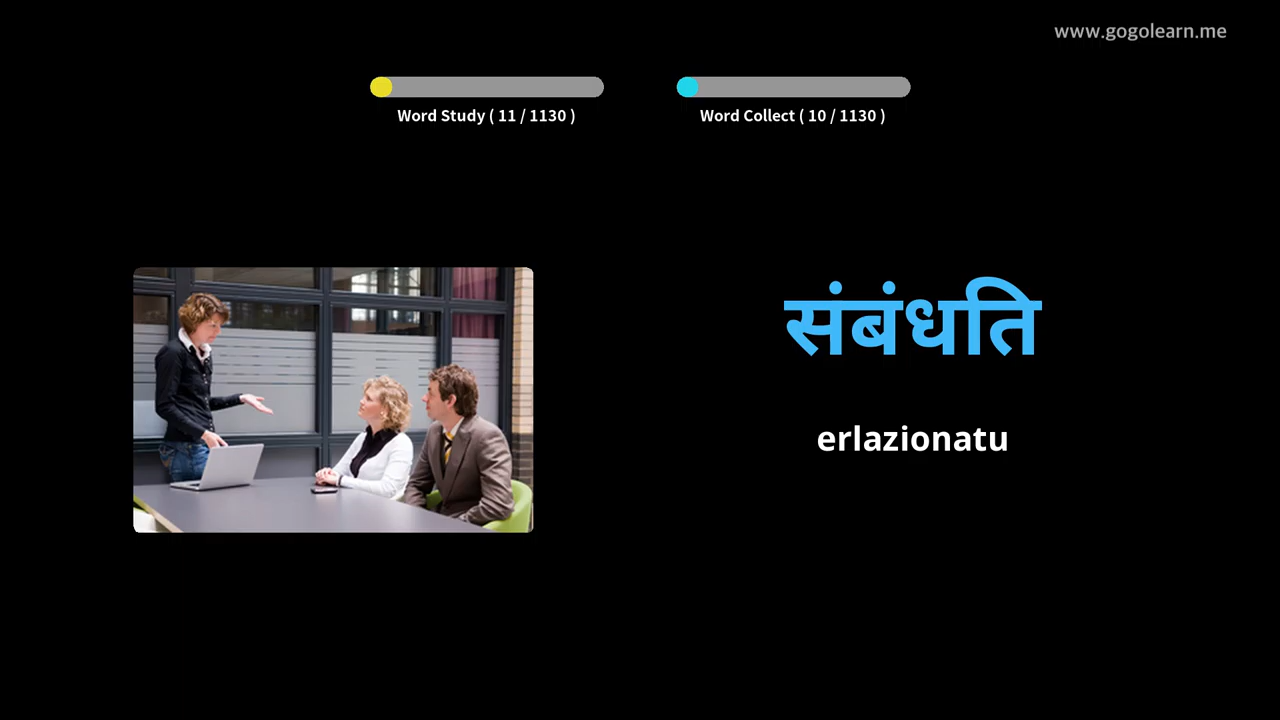 www.gogolearn.me
Word Study ( 11 / 1130 )
Word Collect ( 10 / 1130 )
संबंधति
erlazionatu